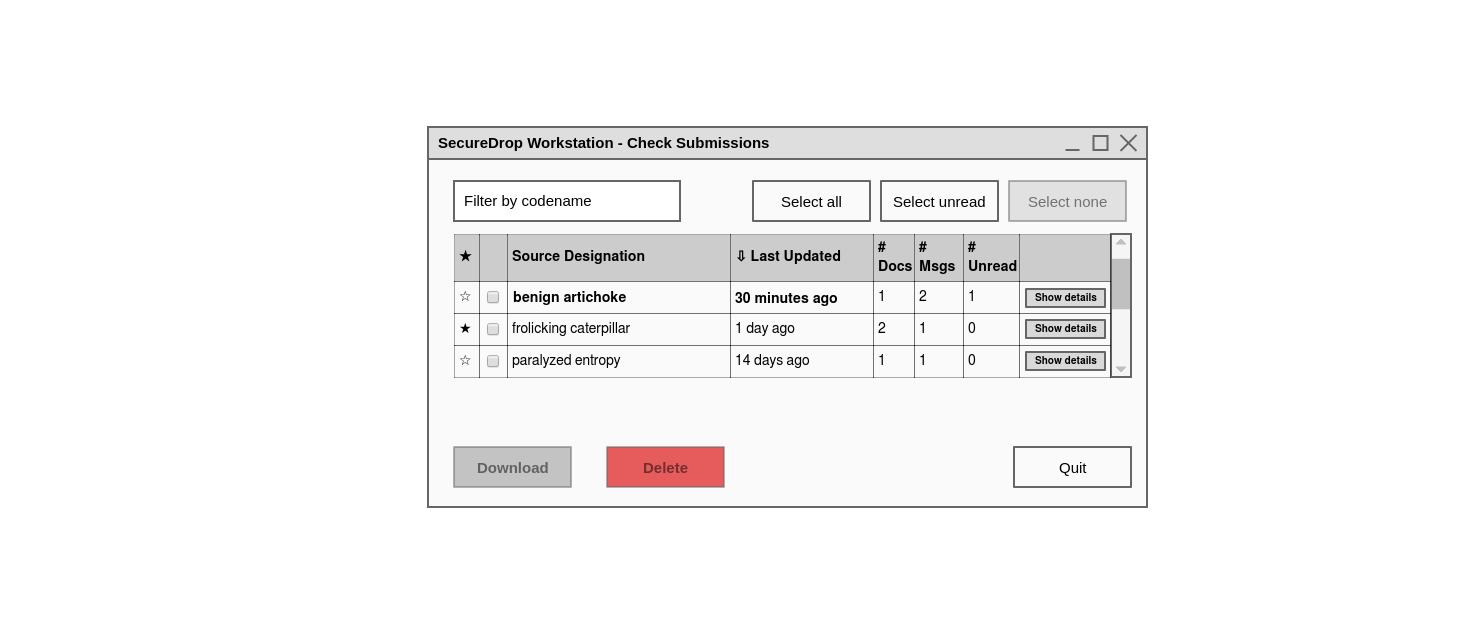 SecureDrop Workstation - Check Submissions
Filter by codename Select all Select unread Select none
★ Source Designation ⇩ Last Updated # Docs # Msgs # Unread
☆ benign artichoke 30 minutes ago 1 2 1 Show details
★ frolicking caterpillar 1 day ago 2 1 0 Show details
☆ paralyzed entropy 14 days ago 1 1 0 Show details
Download Delete Quit